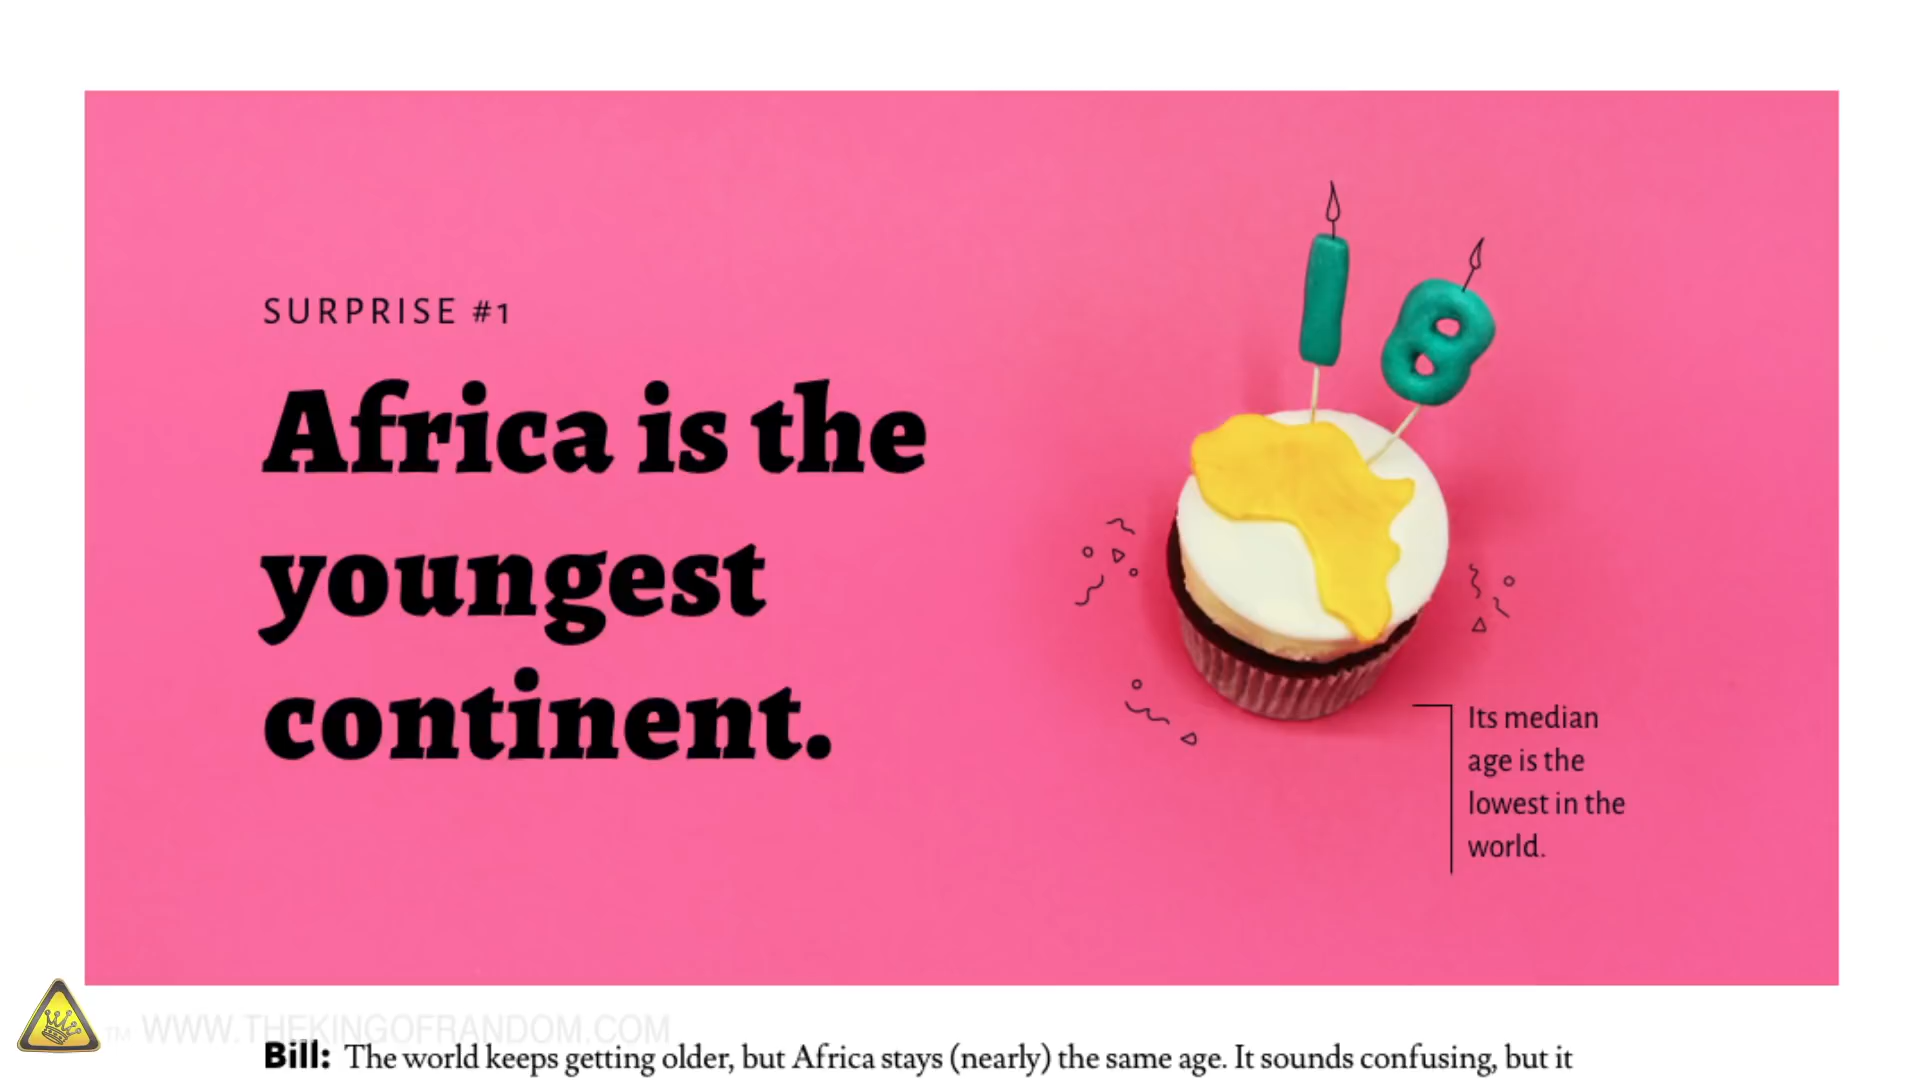 SURPRISE #1
Africa is the
youngest
continent.
18
Its median
age is the
lowest in the
world.
TM WWW.THEKINGOFRANDOM.COM
Bill: The world keeps getting older, but Africa stays (nearly) the same age. It sounds confusing, but it